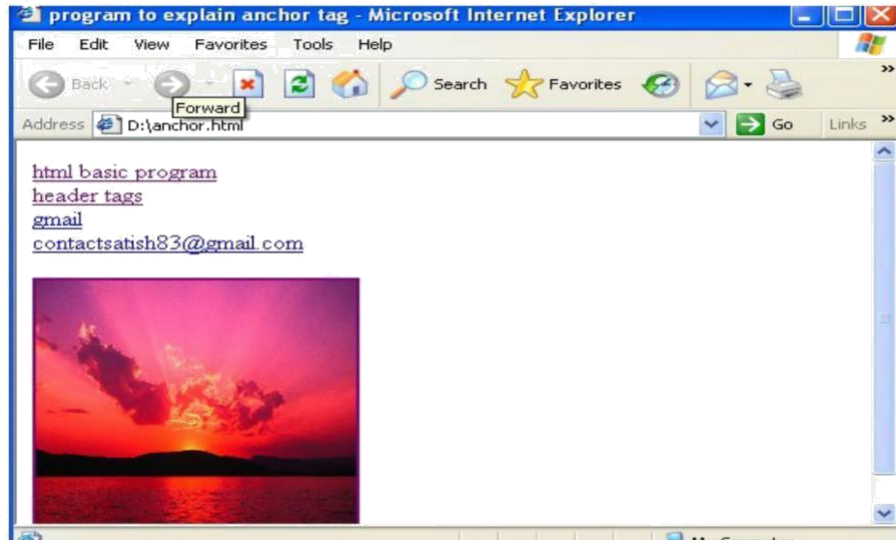 program to explain anchor tag - Microsoft Internet Explorer
File Edit View Favorites Tools Help
Back Search Favorites
Forward
Address D:\anchor.html Go Links
html basic program
header tags
gmail
contactsatish83@gmail.com